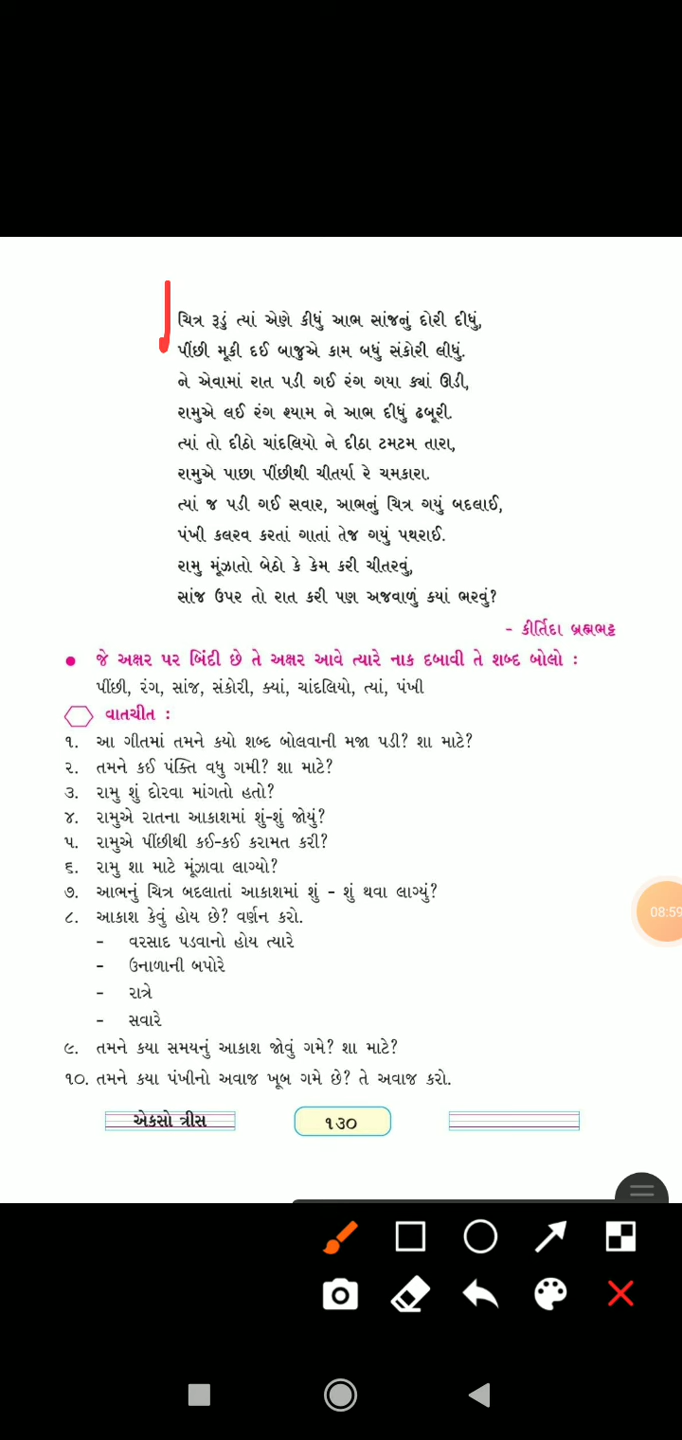 ચિત્ર રૂડું ત્યાં એણે કીધું આભ સાંજનું દોરી દીધું,
પીંછી મૂકી દઈ બાજુએ કામ બધું સંકોરી લીધું.
ને એવામાં રાત પડી ગઈ રંગ ગયા ક્યાં ઊડી,
રામુએ લઈ રંગ શ્યામ ને આભ દીધું ઢબૂરી.
ત્યાં તો દીઠો ચાંદલિયો ને દીઠા ટમટમ તારા,
રામુએ પાછા પીંછીથી ચીતર્યા રે ચમકારા.
ત્યાં જ પડી ગઈ સવાર, આભનું ચિત્ર ગયું બદલાઈ,
પંખી કલરવ કરતાં ગાતાં તેજ ગયું પથરાઈ.
રામુ મૂંઝાતો બેઠો કે કેમ કરી ચીતરવું,
સાંજ ઉપર તો રાત કરી પણ અજવાળું ક્યાં ભરવું?
- કીર્તિદા બ્રહ્મભટ્ટ
● જે અક્ષર પર બિંદી છે તે અક્ષર આવે ત્યારે નાક દબાવી તે શબ્દ બોલો :
પીંછી, રંગ, સાંજ, સંકોરી, ક્યાં, ચાંદલિયો, ત્યાં, પંખી
વાતચીત :
૧. આ ગીતમાં તમને કયો શબ્દ બોલવાની મજા પડી? શા માટે?
૨. તમને કઈ પંક્તિ વધુ ગમી? શા માટે?
૩. રામુ શું દોરવા માંગતો હતો?
૪. રામુએ રાતના આકાશમાં શું-શું જોયું?
૫. રામુએ પીંછીથી કઈ-કઈ કરામત કરી?
૬. રામુ શા માટે મૂંઝાવા લાગ્યો?
૭. આભનું ચિત્ર બદલાતાં આકાશમાં શું - શું થવા લાગ્યું?
૮. આકાશ કેવું હોય છે? વર્ણન કરો.
- વરસાદ પડવાનો હોય ત્યારે
- ઉનાળાની બપોરે
- રાત્રે
- સવારે
૯. તમને કયા સમયનું આકાશ જોવું ગમે? શા માટે?
૧૦. તમને કયા પંખીનો અવાજ ખૂબ ગમે છે? તે અવાજ કરો.
એકસો ત્રીસ
૧૩૦
08:59